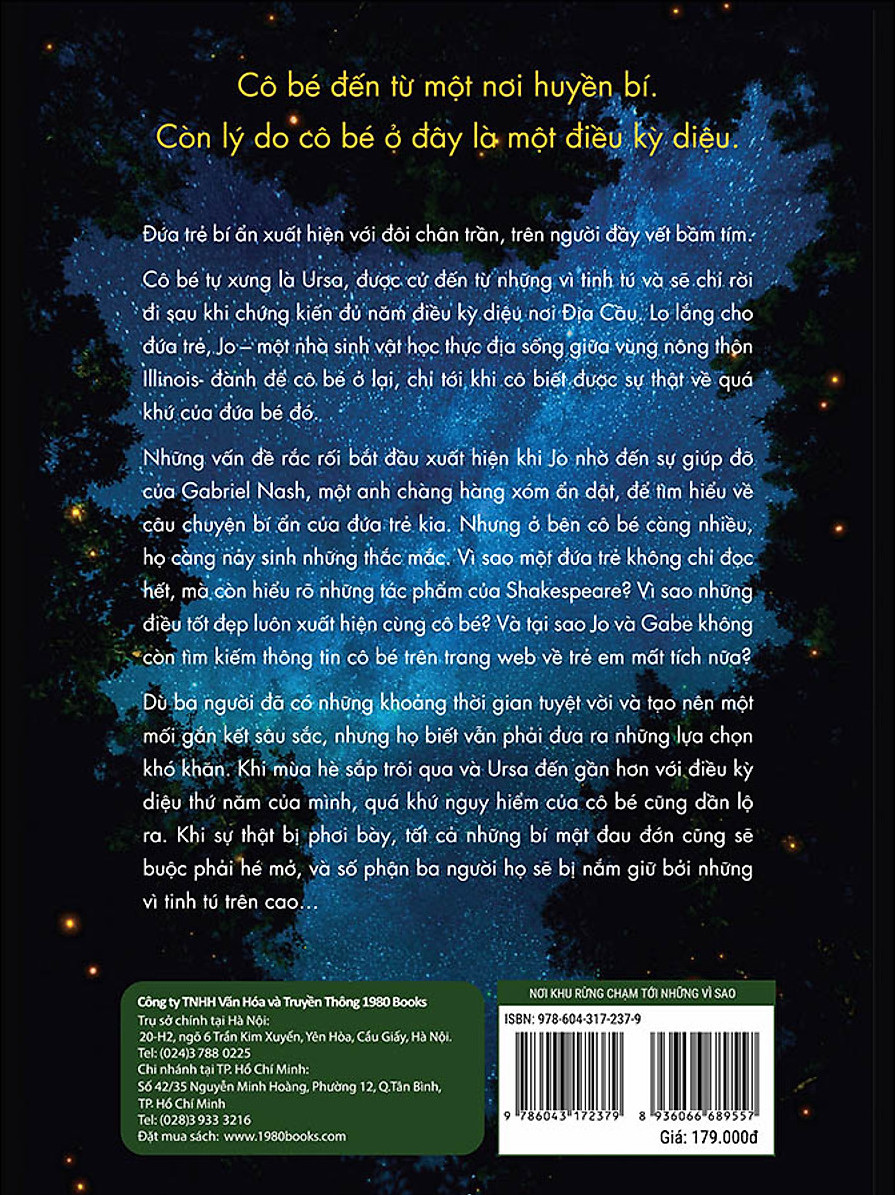 Cô bé đến từ một nơi huyền bí.
Còn lý do cô bé ở đây là một điều kỳ diệu.
Đứa trẻ bí ẩn xuất hiện với đôi chân trần, trên người đầy vết bầm tím.
Cô bé tự xưng là Ursa, được cử đến từ những vì tinh tú và sẽ chỉ rời
đi sau khi chứng kiến đủ năm điều kỳ diệu nơi Địa Cầu. Lo lắng cho
đứa trẻ, Jo – một nhà sinh vật học thực địa sống giữa vùng nông thôn
Illinois- đành để cô bé ở lại, chỉ tới khi cô biết được sự thật về quá
khứ của đứa bé đó.
Những vấn đề rắc rối bắt đầu xuất hiện khi Jo nhờ đến sự giúp đỡ
của Gabriel Nash, một anh chàng hàng xóm ẩn dật, để tìm hiểu về
câu chuyện bí ẩn của đứa trẻ kia. Nhưng ở bên cô bé càng nhiều,
họ càng nảy sinh những thắc mắc. Vì sao một đứa trẻ không chỉ đọc
hết, mà còn hiểu rõ những tác phẩm của Shakespeare? Vì sao những
điều tốt đẹp luôn xuất hiện cùng cô bé? Và tại sao Jo và Gabe không
còn tìm kiếm thông tin cô bé trên trang web về trẻ em mất tích nữa?
Dù ba người đã có những khoảng thời gian tuyệt vời và tạo nên một
mối gắn kết sâu sắc, nhưng họ biết vẫn phải đưa ra những lựa chọn
khó khăn. Khi mùa hè sắp trôi qua và Ursa đến gần hơn với điều kỳ
diệu thứ năm của mình, quá khứ nguy hiểm của cô bé cũng dần lộ
ra. Khi sự thật bị phơi bày, tất cả những bí mật đau đớn cũng sẽ
buộc phải hé mở, và số phận ba người họ sẽ bị nắm giữ bởi những
vì tinh tú trên cao...
Công ty TNHH Văn Hóa và Truyền Thông 1980 Books
Trụ sở chính tại Hà Nội:
20-H2, ngõ 6 Trần Kim Xuyến, Yên Hòa, Cầu Giấy, Hà Nội.
Tel: (024)3 788 0225
Chi nhánh tại TP. Hồ Chí Minh:
Số 42/35 Nguyễn Minh Hoàng, Phường 12, Q.Tân Bình,
TP. Hồ Chí Minh
Tel: (028)3 933 3216
Đặt mua sách: www.1980books.com
NƠI KHU RỪNG CHẠM TỚI NHỮNG VÌ SAO
ISBN: 978-604-317-237-9
9 786043 172379
8 936066 689557
Giá: 179.000đ